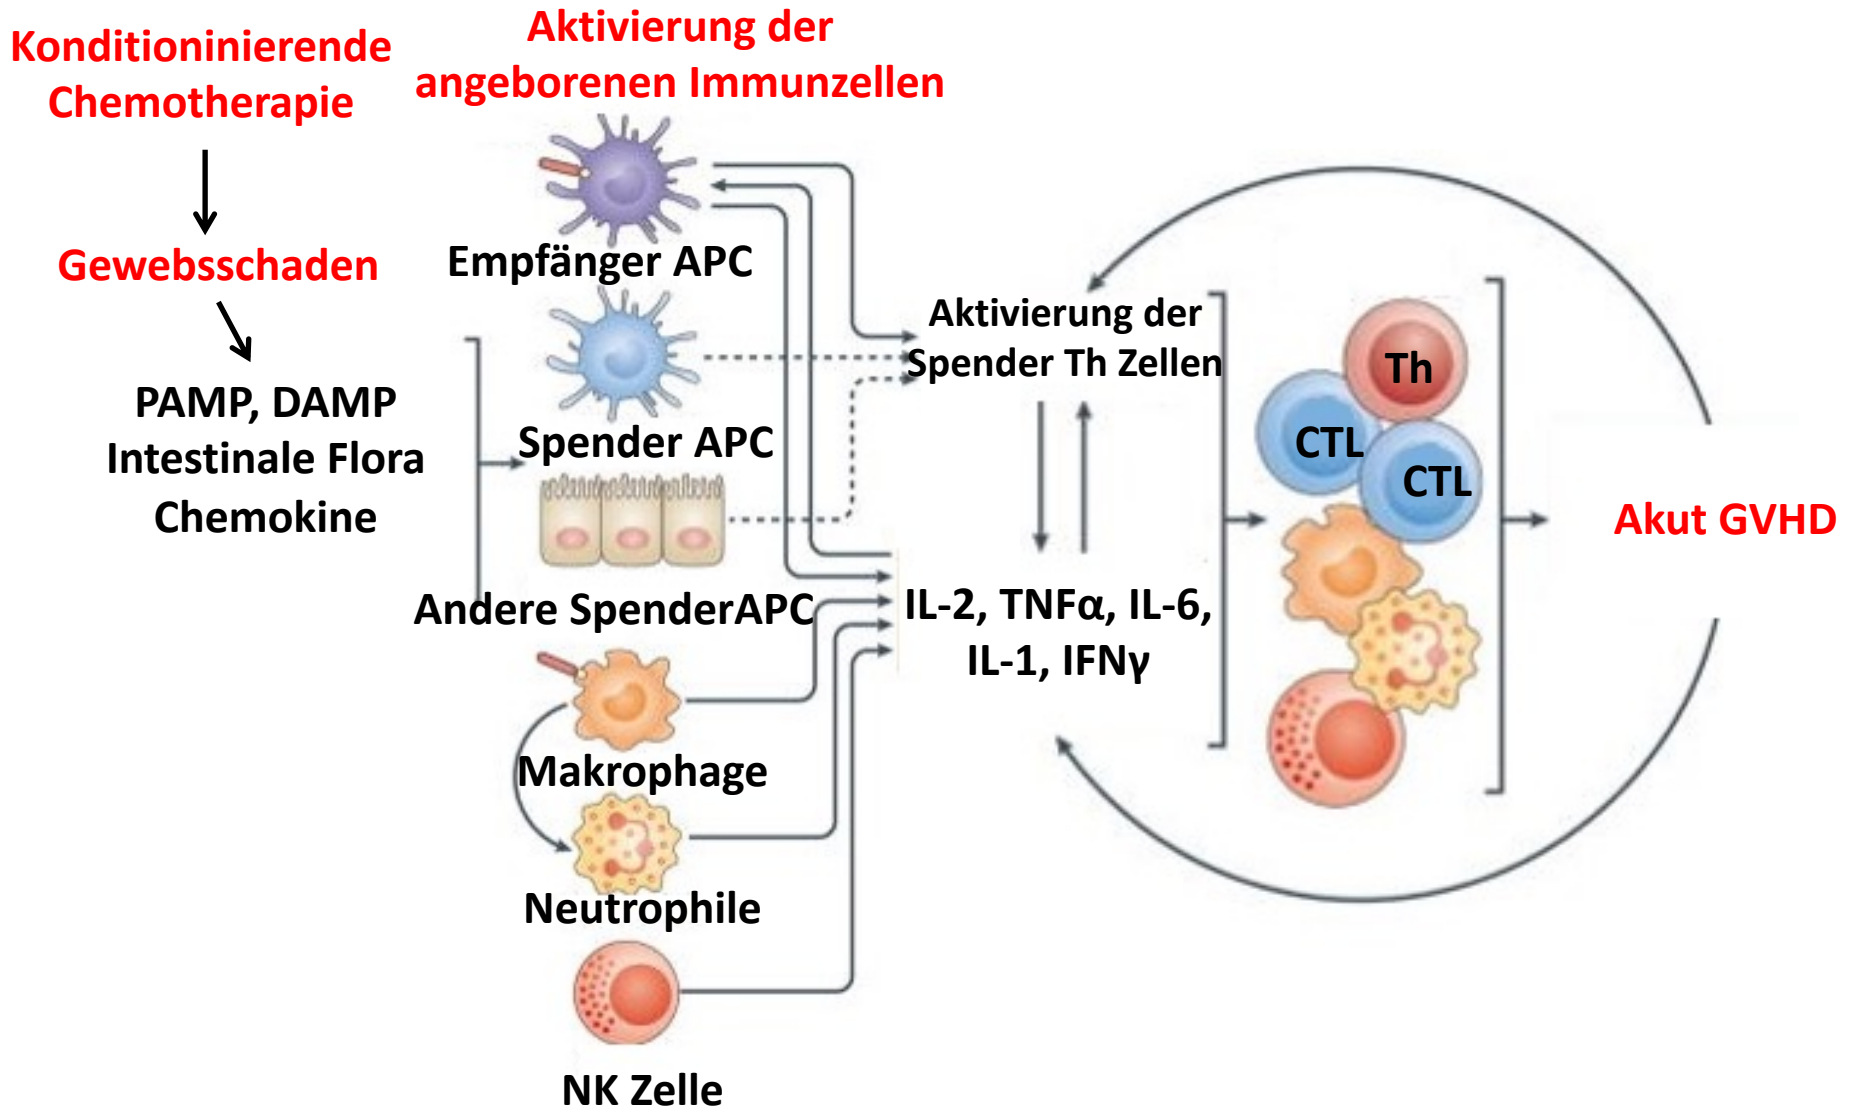 Konditioninierende
Chemotherapie
Gewebsschaden
PAMP, DAMP
Intestinale Flora
Chemokine
Aktivierung der
angeborenen Immunzellen
Empfänger APC
Spender APC
Andere SpenderAPC
Makrophage
Neutrophile
NK Zelle
Aktivierung der
Spender Th Zellen
IL-2, TNFα, IL-6,
IL-1, IFNγ
Th
CTL
CTL
Akut GVHD